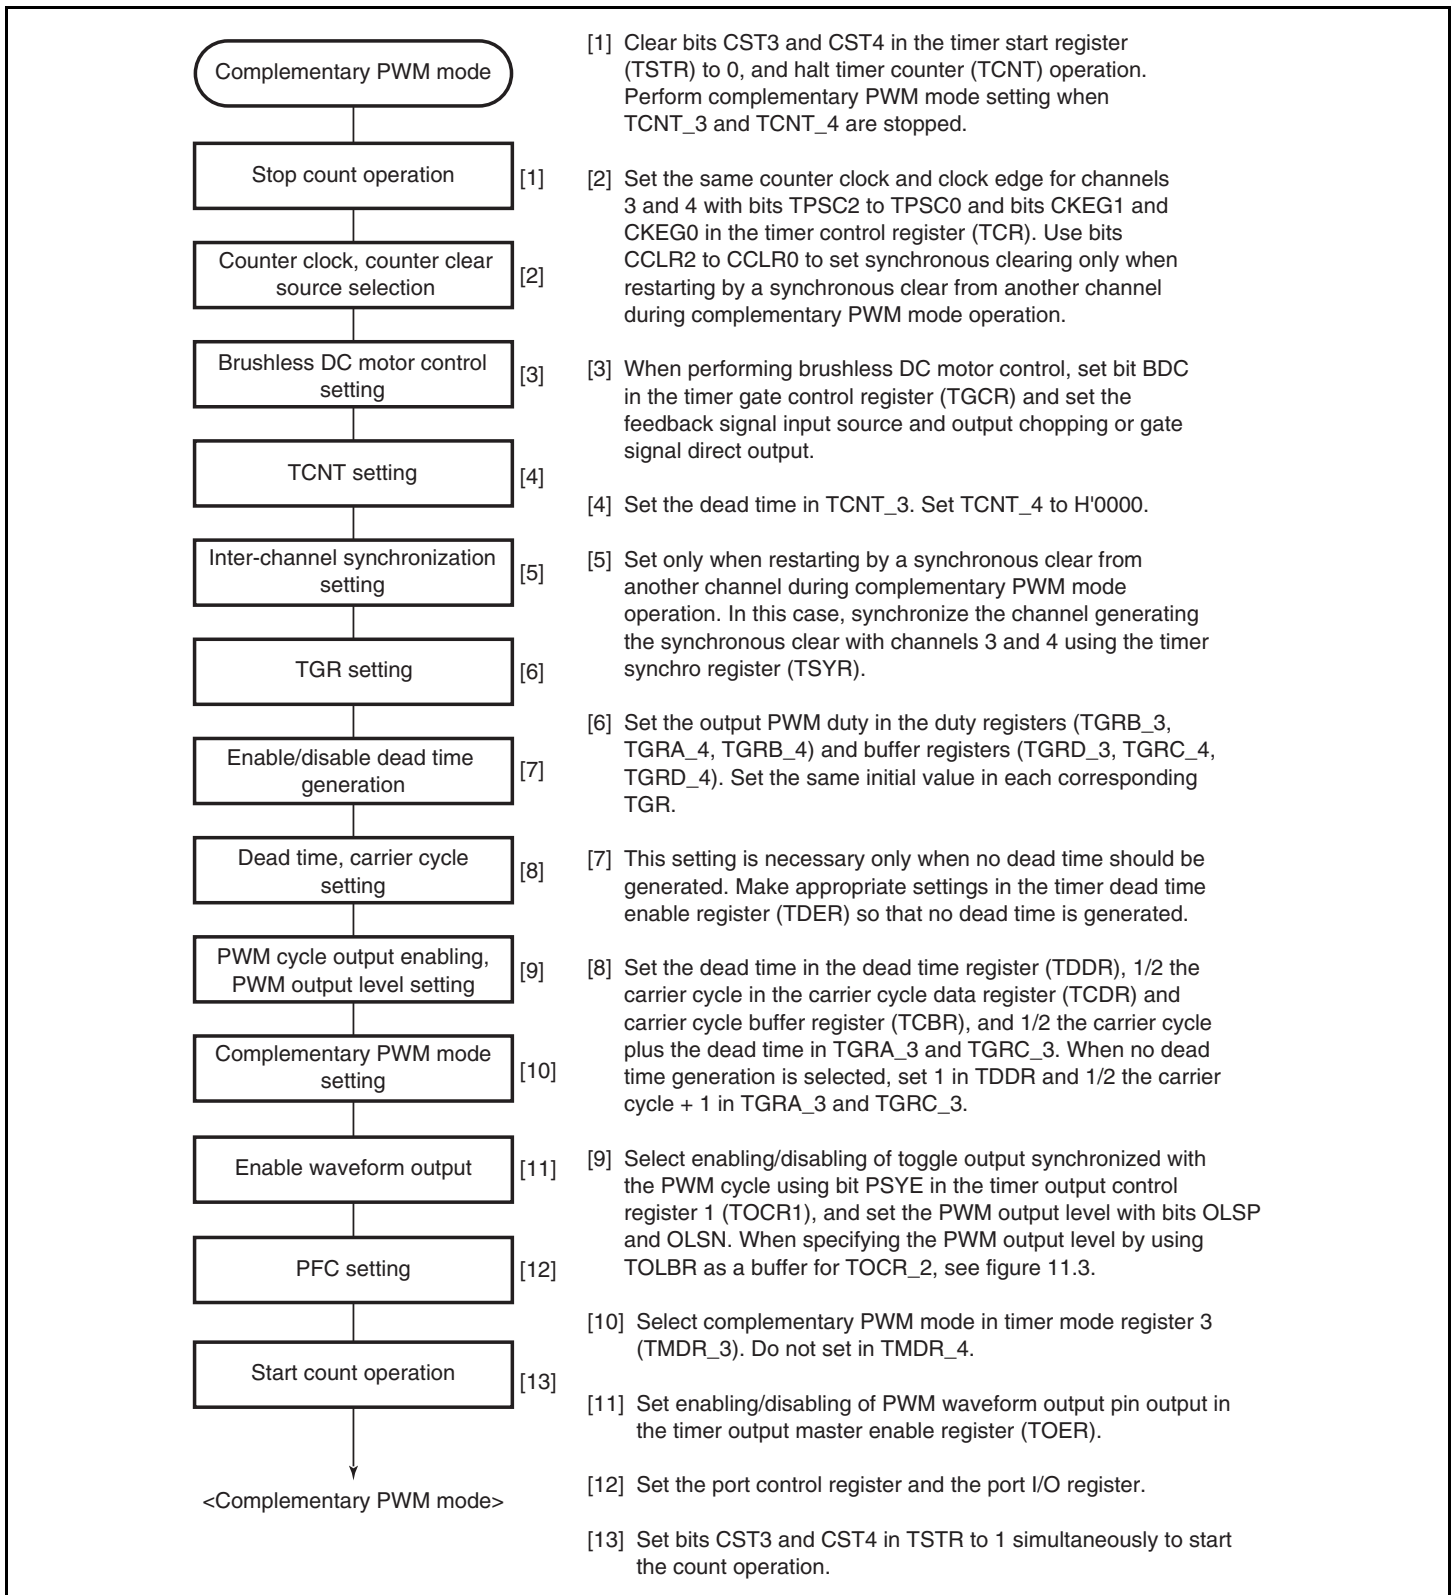 Complementary PWM mode
Stop count operation
[1]
Counter clock, counter clear
source selection
[2]
Brushless DC motor control
setting
[3]
TCNT setting
[4]
Inter-channel synchronization
setting
[5]
TGR setting
[6]
Enable/disable dead time
generation
[7]
Dead time, carrier cycle
setting
[8]
PWM cycle output enabling,
PWM output level setting
[9]
Complementary PWM mode
setting
[10]
Enable waveform output
[11]
PFC setting
[12]
Start count operation
[13]
<Complementary PWM mode>
[1] Clear bits CST3 and CST4 in the timer start register
(TSTR) to 0, and halt timer counter (TCNT) operation.
Perform complementary PWM mode setting when
TCNT_3 and TCNT_4 are stopped.
[2] Set the same counter clock and clock edge for channels
3 and 4 with bits TPSC2 to TPSC0 and bits CKEG1 and
CKEG0 in the timer control register (TCR). Use bits
CCLR2 to CCLR0 to set synchronous clearing only when
restarting by a synchronous clear from another channel
during complementary PWM mode operation.
[3] When performing brushless DC motor control, set bit BDC
in the timer gate control register (TGCR) and set the
feedback signal input source and output chopping or gate
signal direct output.
[4] Set the dead time in TCNT_3. Set TCNT_4 to H'0000.
[5] Set only when restarting by a synchronous clear from
another channel during complementary PWM mode
operation. In this case, synchronize the channel generating
the synchronous clear with channels 3 and 4 using the timer
synchro register (TSYR).
[6] Set the output PWM duty in the duty registers (TGRB_3,
TGRA_4, TGRB_4) and buffer registers (TGRD_3, TGRC_4,
TGRD_4). Set the same initial value in each corresponding
TGR.
[7] This setting is necessary only when no dead time should be
generated. Make appropriate settings in the timer dead time
enable register (TDER) so that no dead time is generated.
[8] Set the dead time in the dead time register (TDDR), 1/2 the
carrier cycle in the carrier cycle data register (TCDR) and
carrier cycle buffer register (TCBR), and 1/2 the carrier cycle
plus the dead time in TGRA_3 and TGRC_3. When no dead
time generation is selected, set 1 in TDDR and 1/2 the carrier
cycle + 1 in TGRA_3 and TGRC_3.
[9] Select enabling/disabling of toggle output synchronized with
the PWM cycle using bit PSYE in the timer output control
register 1 (TOCR1), and set the PWM output level with bits OLSP
and OLSN. When specifying the PWM output level by using
TOLBR as a buffer for TOCR_2, see figure 11.3.
[10] Select complementary PWM mode in timer mode register 3
(TMDR_3). Do not set in TMDR_4.
[11] Set enabling/disabling of PWM waveform output pin output in
the timer output master enable register (TOER).
[12] Set the port control register and the port I/O register.
[13] Set bits CST3 and CST4 in TSTR to 1 simultaneously to start
the count operation.